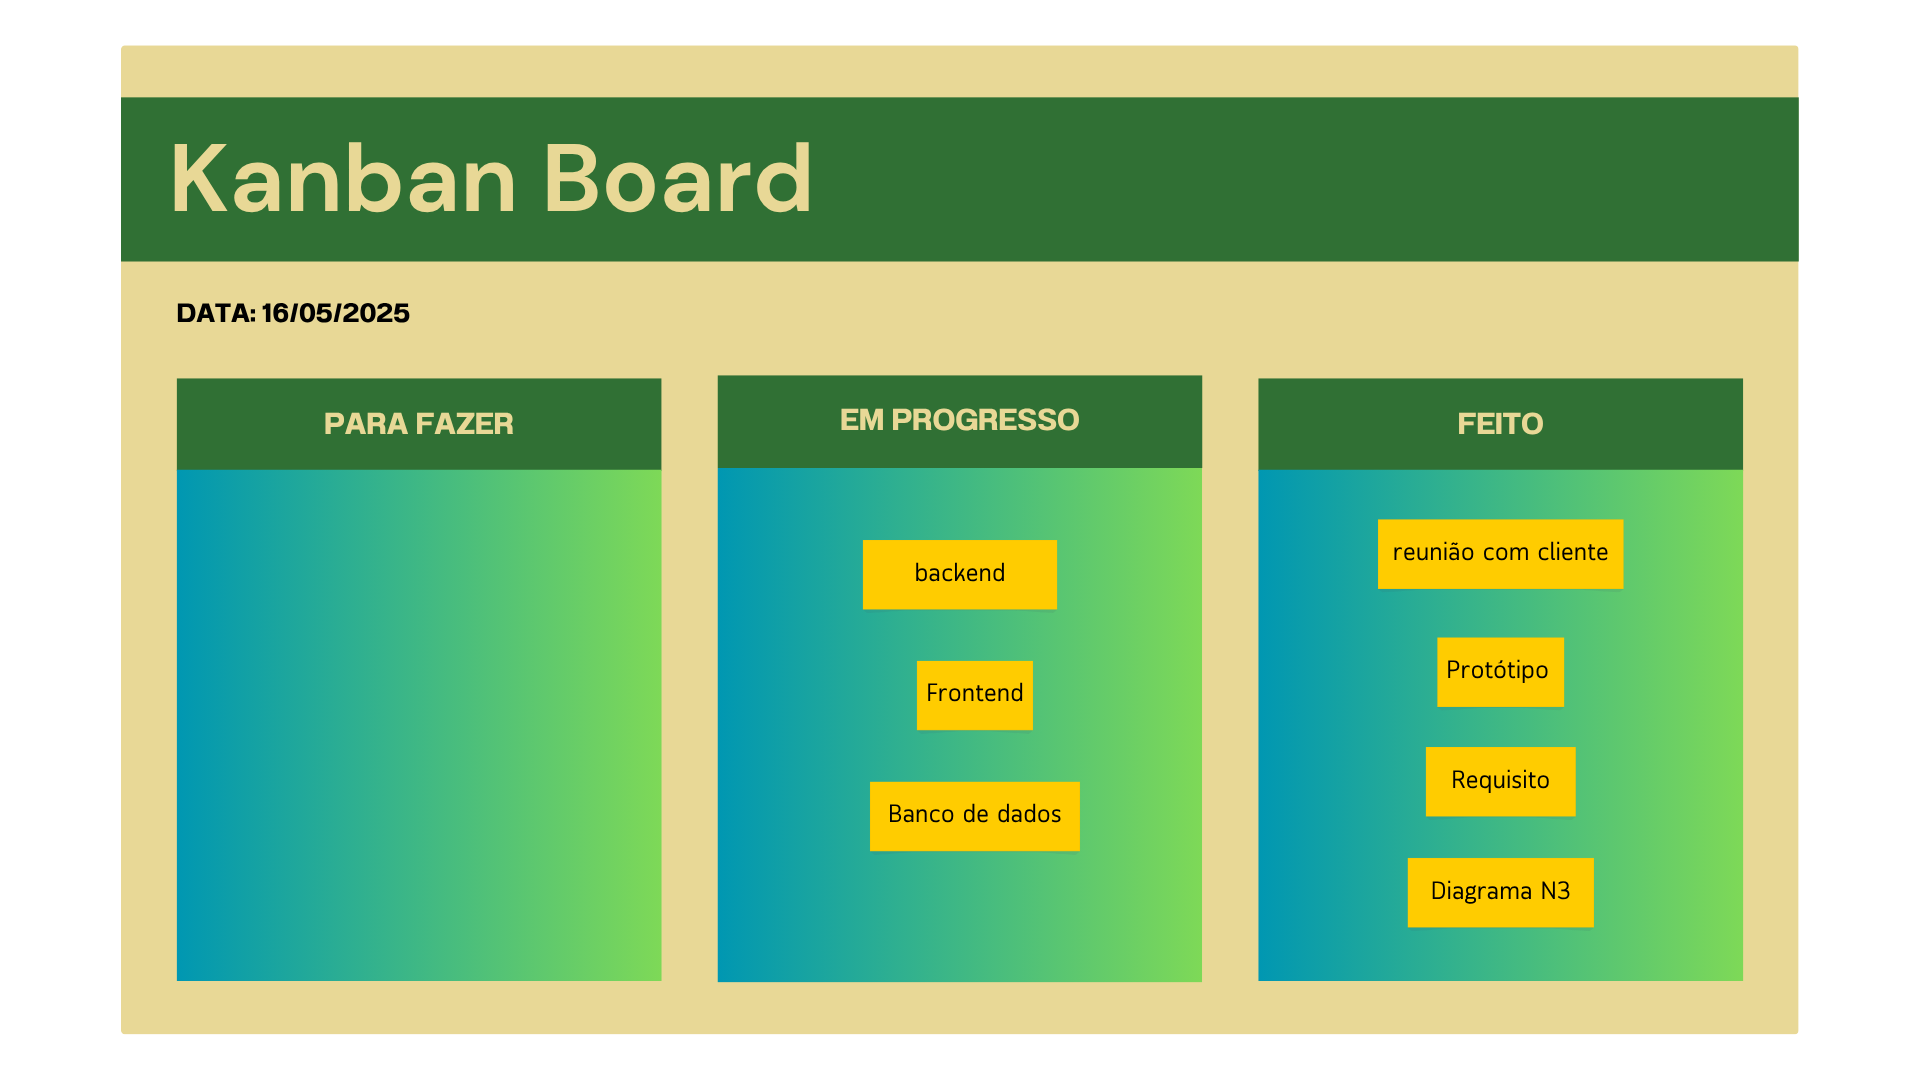 Kanban Board
DATA: 16/05/2025
PARA FAZER
EM PROGRESSO
backend
Frontend
Banco de dados
FEITO
reunião com cliente
Protótipo
Requisito
Diagrama N3